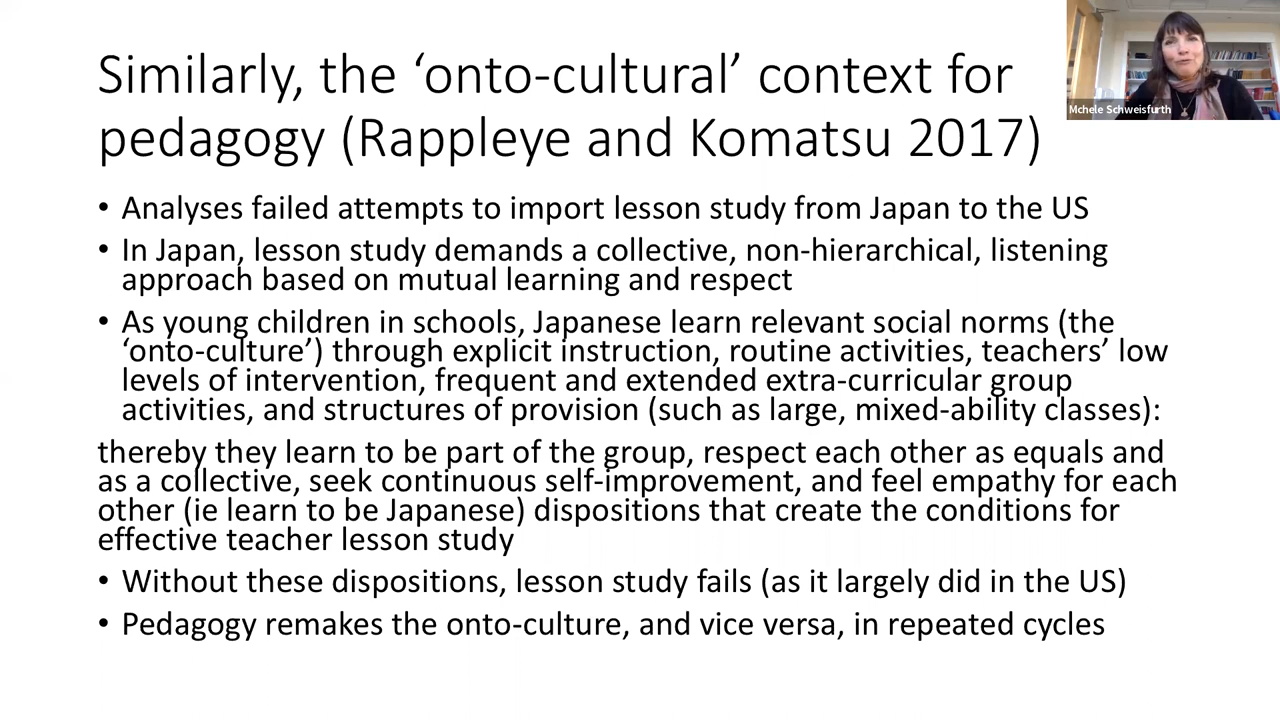 Similarly, the ‘onto-cultural’ context for
pedagogy (Rappleye and Komatsu 2017)
Mchele Schweisfurth
• Analyses failed attempts to import lesson study from Japan to the US
• In Japan, lesson study demands a collective, non-hierarchical, listening
approach based on mutual learning and respect
• As young children in schools, Japanese learn relevant social norms (the
‘onto-culture’) through explicit instruction, routine activities, teachers’ low
levels of intervention, frequent and extended extra-curricular group
activities, and structures of provision (such as large, mixed-ability classes):
thereby they learn to be part of the group, respect each other as equals and
as a collective, seek continuous self-improvement, and feel empathy for each
other (ie learn to be Japanese) dispositions that create the conditions for
effective teacher lesson study
• Without these dispositions, lesson study fails (as it largely did in the US)
• Pedagogy remakes the onto-culture, and vice versa, in repeated cycles